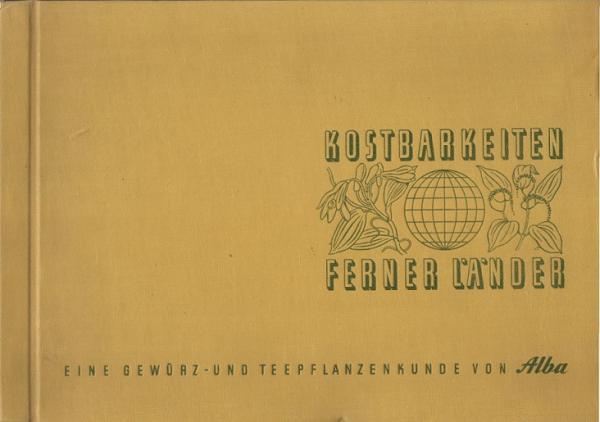 KOSTBARKEITEN
FERNER LÄNDER
EINE GEWÜRZ-UND TEEPFLANZENKUNDE VON Alba